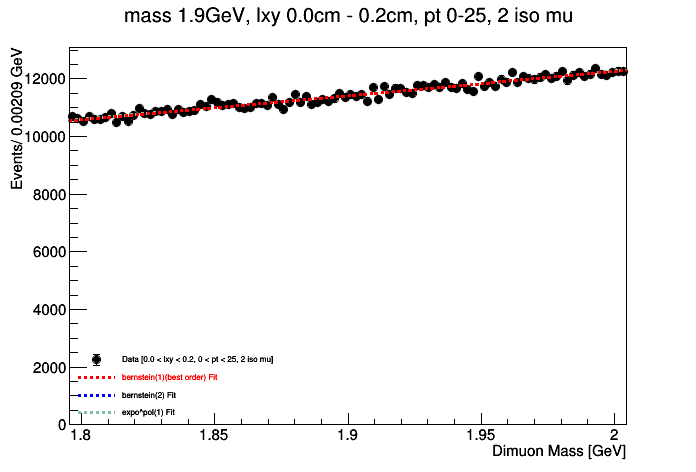 mass 1.9GeV, lxy 0.0cm - 0.2cm, pt 0-25, 2 iso mu
Events/ 0.00209 GeV
12000
10000
8000
6000
4000
2000
0
Data [0.0 < lxy < 0.2, 0 < pt < 25, 2 iso mu]
bernstein(1)(best order) Fit
bernstein(2) Fit
expo^pol(1) Fit
1.8 1.85 1.9 1.95 2
Dimuon Mass [GeV]